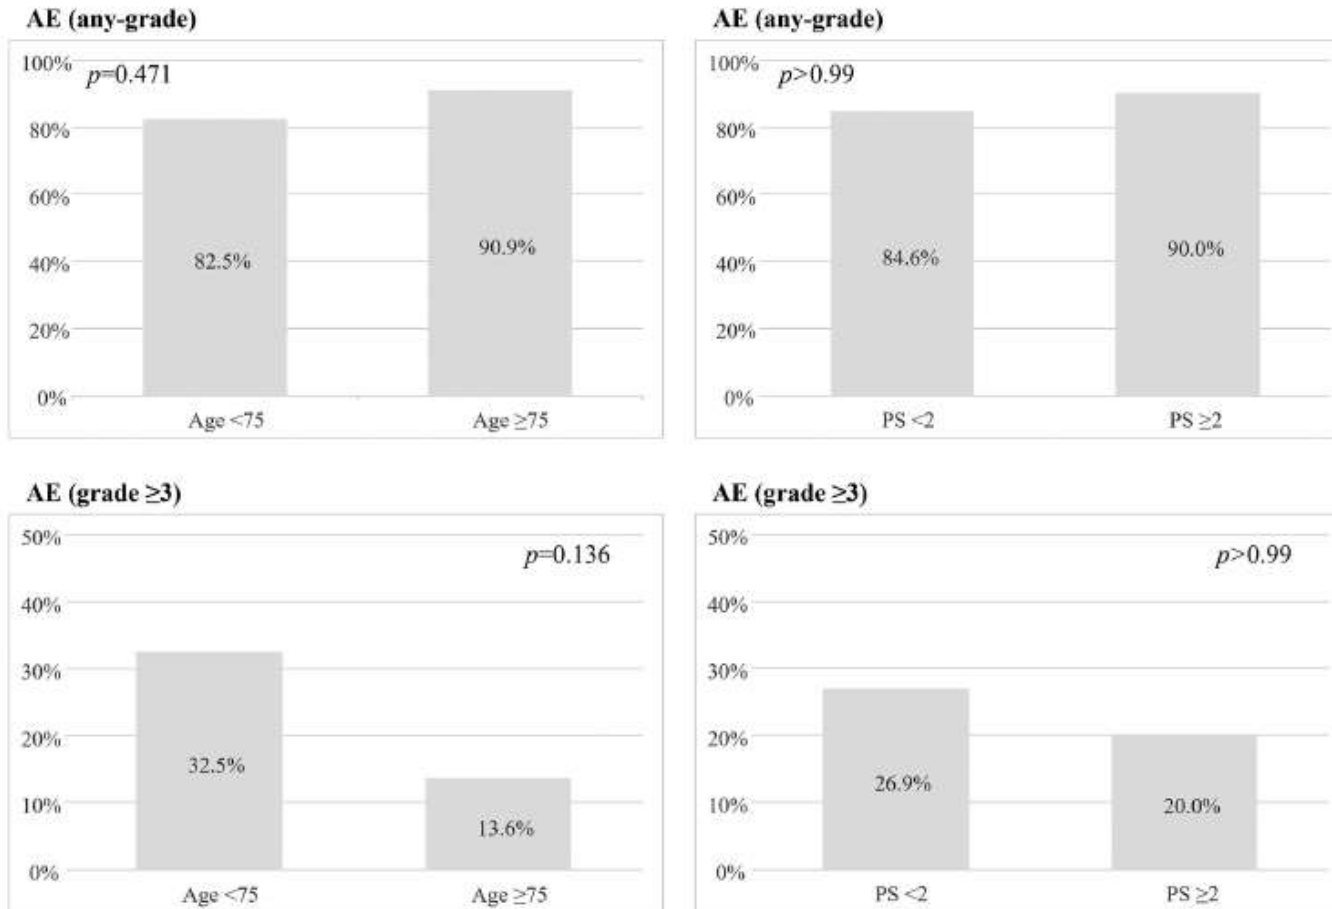 AE (any-grade)
100%
p=0.471
80%
60%
40%
20%
0%
82.5%
90.9%
Age <75
Age ≥75
AE (any-grade)
100%
p>0.99
80%
60%
40%
20%
0%
84.6%
90.0%
PS <2
PS ≥2
AE (grade ≥3)
50%
p=0.136
40%
30%
20%
10%
0%
32.5%
13.6%
Age <75
Age ≥75
AE (grade ≥3)
50%
p>0.99
40%
30%
20%
10%
0%
26.9%
20.0%
PS <2
PS ≥2